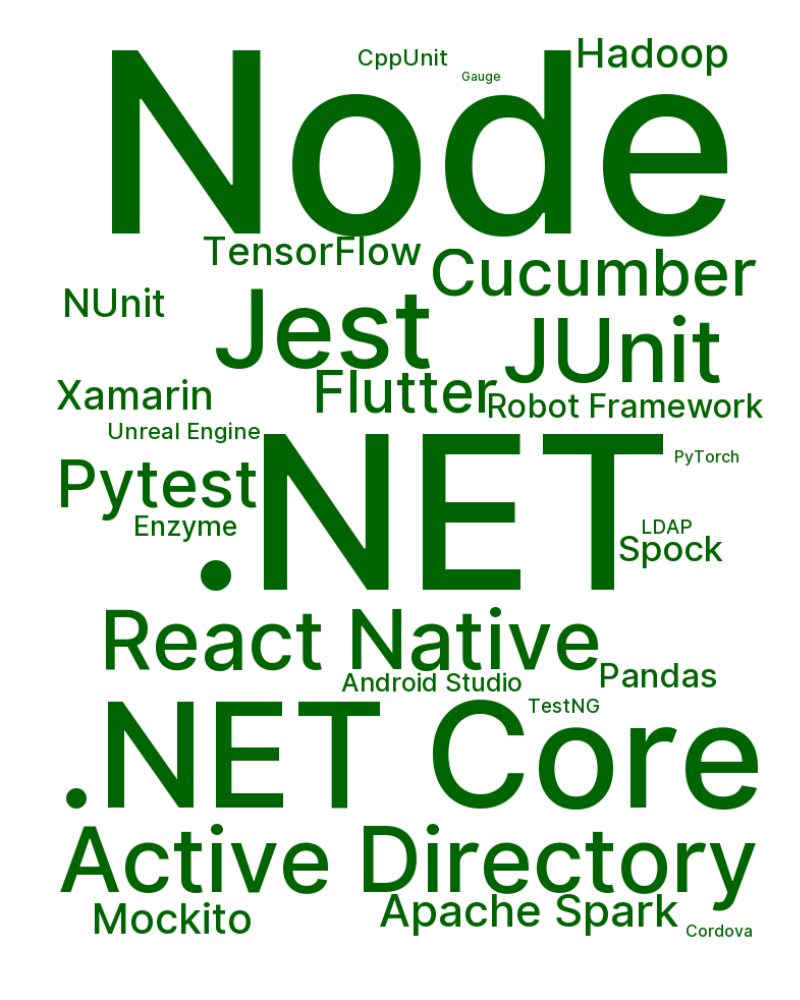 CppUnit
Hadoop
Gauge
Node
TensorFlow
Cucumber
NUnit
Jest
JUnit
Xamarin
Flutter
Robot Framework
Unreal Engine
.NET
PyTorch
Pytest
Enzyme
LDAP
Spock
React Native
Pandas
Android Studio
TestNG
.NET Core
Active Directory
Mockito
Apache Spark
Cordova